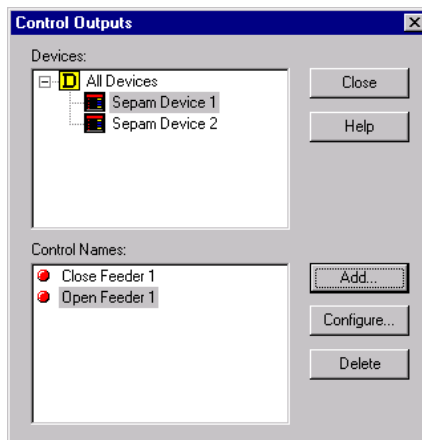 Control Outputs
Devices:
D All Devices
Sepam Device 1
Sepam Device 2
Close
Help
Control Names:
Close Feeder 1
Open Feeder 1
Add...
Configure...
Delete